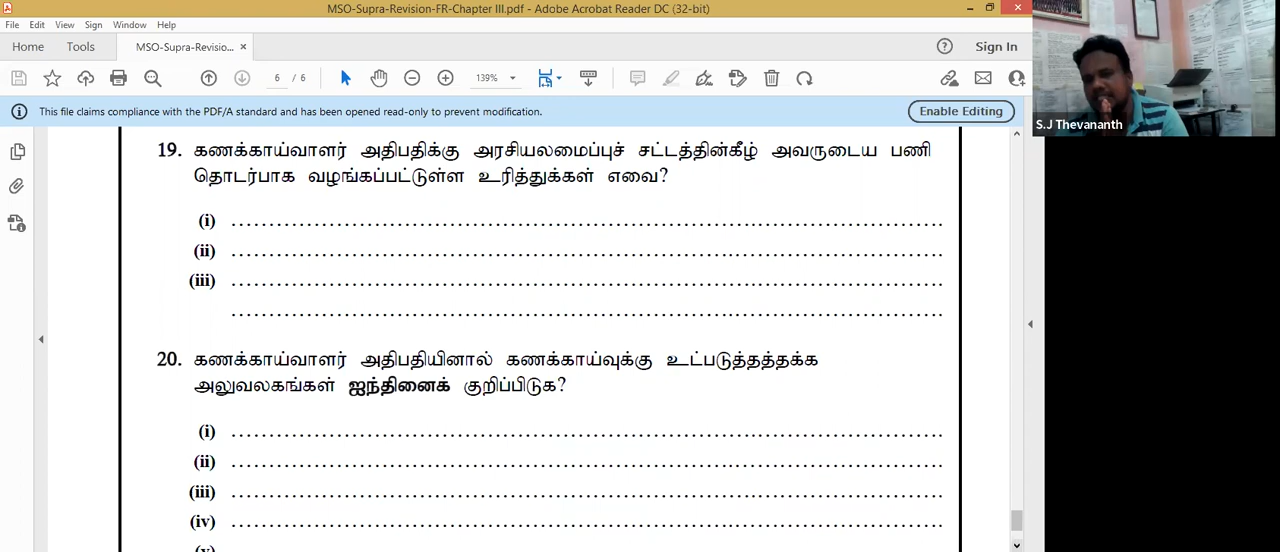 MSO-Supra-Revision-FR-Chapter III.pdf - Adobe Acrobat Reader DC (32-bit)
File Edit View Sign Window Help
Home Tools MSO-Supra-Revisio... × Sign In
6 / 6 139%
This file claims compliance with the PDF/A standard and has been opened read-only to prevent modification. Enable Editing
S.J Thevananth
19. கணக்காய்வாளர் அதிபதிக்கு அரசியலமைப்புச் சட்டத்தின்கீழ் அவருடைய பணி
தொடர்பாக வழங்கப்பட்டுள்ள உரித்துக்கள் எவை?
(i) ........................................................................................
(ii) ........................................................................................
(iii) ........................................................................................
........................................................................................
20. கணக்காய்வாளர் அதிபதியினால் கணக்காய்வுக்கு உட்படுத்தத்தக்க
அலுவலகங்கள் ஐந்தினைக் குறிப்பிடுக?
(i) ........................................................................................
(ii) ........................................................................................
(iii) ........................................................................................
(iv) ........................................................................................